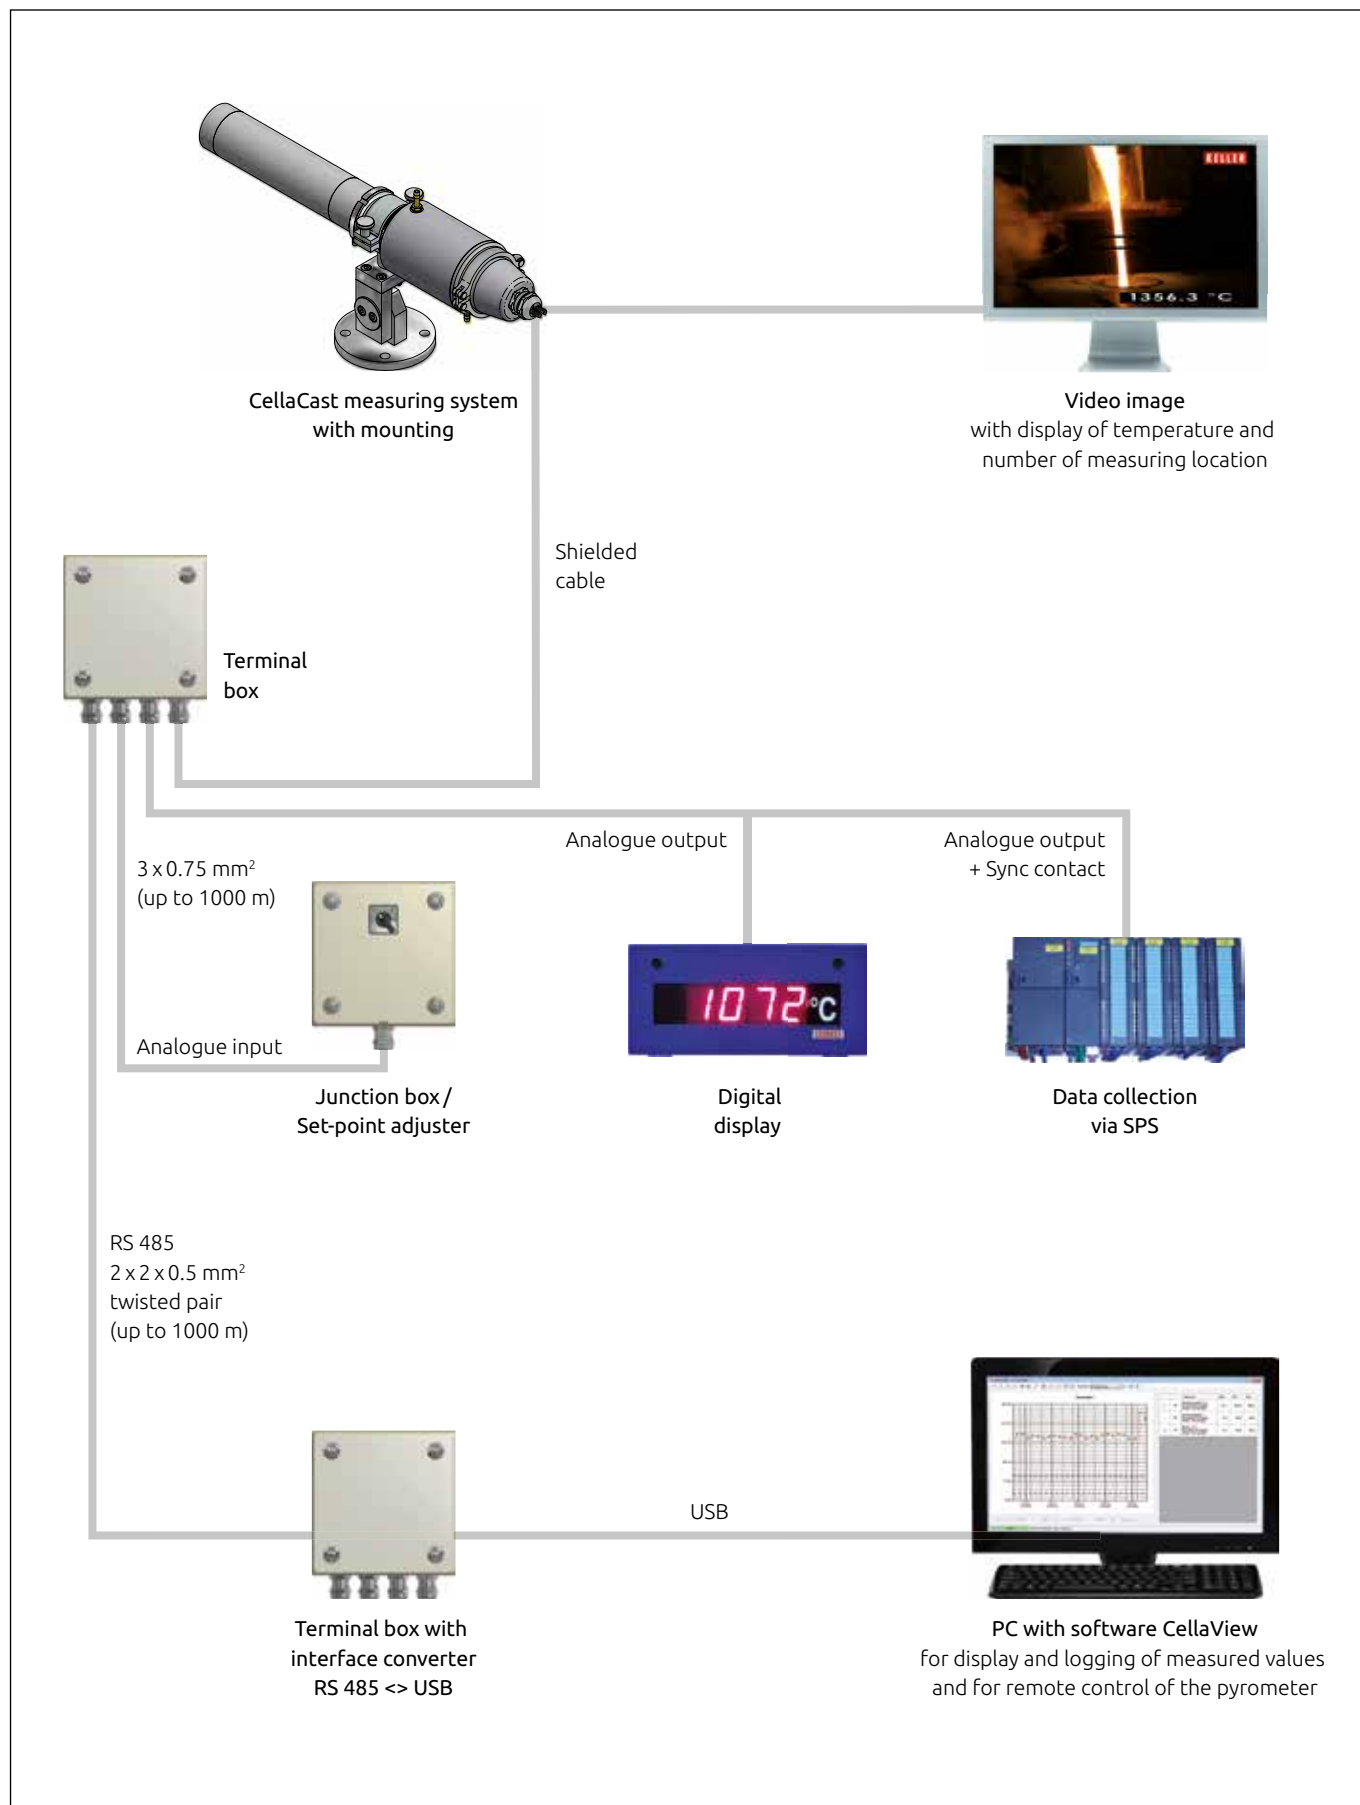 KELLER
1356.3 °C
CellaCast measuring system
with mounting
Video image
with display of temperature and
number of measuring location
Shielded
cable
Terminal
box
Analogue output
Analogue output
+ Sync contact
3 x 0.75 mm²
(up to 1000 m)
1072°C
Analogue input
Junction box /
Set-point adjuster
Digital
display
Data collection
via SPS
RS 485
2 x 2 x 0.5 mm²
twisted pair
(up to 1000 m)
USB
Terminal box with
interface converter
RS 485 <> USB
PC with software CellaView
for display and logging of measured values
and for remote control of the pyrometer